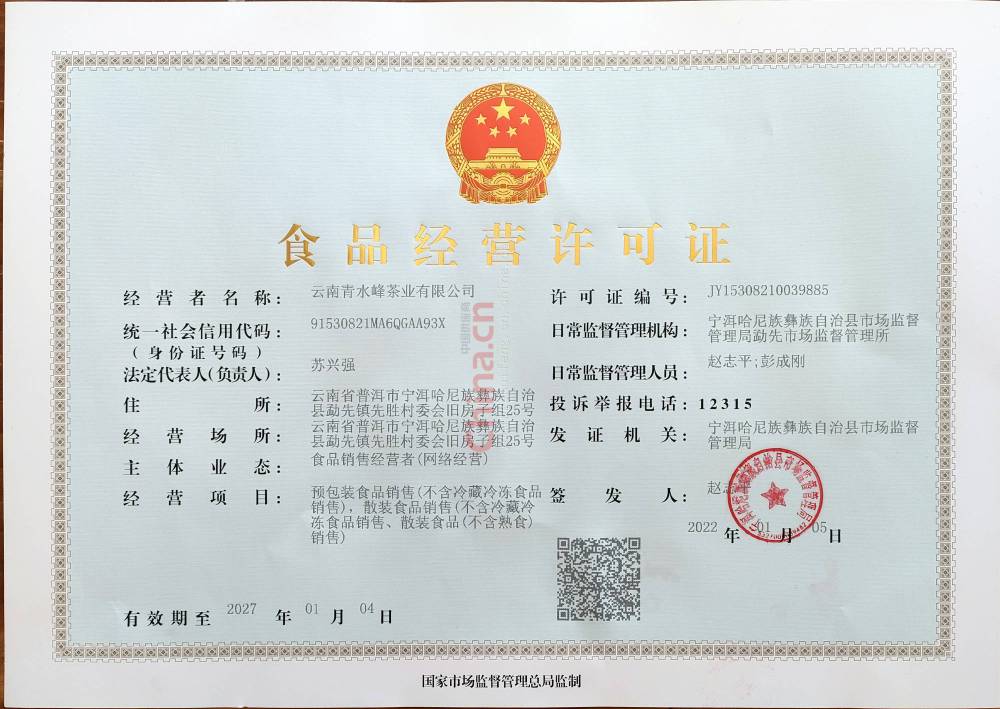 食品经营许可证
经营者名称：云南青水峰茶业有限公司
统一社会信用代码：91530821MA6QGAA93X
（身份证号码）
法定代表人(负责人)：苏兴强
住所：云南省普洱市宁洱哈尼族彝族自治
县勐先镇先胜村委会旧房子组25号
经营场所：云南省普洱市宁洱哈尼族彝族自治
县勐先镇先胜村委会旧房子组25号
主体业态：食品销售经营者(网络经营)
经营项目：预包装食品销售(不含冷藏冷冻食品
销售)，散装食品销售(不含冷藏冷
冻食品销售、散装食品(不含熟食)
销售)
有效期至 2027 年 01 月 04 日
许可证编号：JY15308210039885
日常监督管理机构：宁洱哈尼族彝族自治县市场监督
管理局勐先市场监督管理所
日常监督管理人员：赵志平;彭成刚
投诉举报电话：12315
发证机关：宁洱哈尼族彝族自治县市场监督
管理局
签发人：赵
2022 年 01 月 05 日
国家市场监督管理总局监制
china.cn